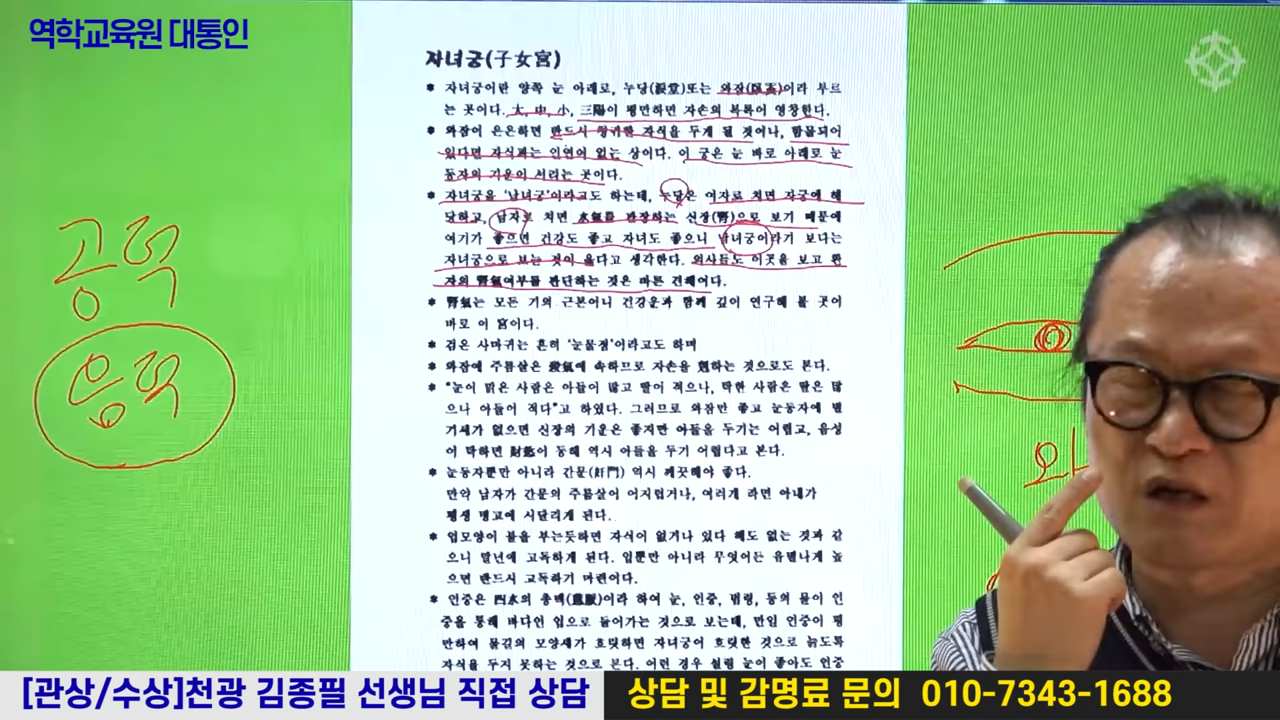 역학교육원 대통인
자녀궁(子女宮)
* 자녀궁이란 양쪽 눈 아래로, 누당(淚堂)또는 와잠(臥蠶)이라 부르
는 곳이다. 大, 中, 小, 三陽이 평만하면 자손의 복록이 영창한다.
* 와잠이 은은하면 반드시 창귀할 자식을 두게 될 것이나, 함몰되어
있다면 자식과는 인연이 없는 상이다. 이 궁은 눈 바로 아래로 눈
동자의 기운이 서리는 곳이다.
* 자녀궁을 '남녀궁'이라고도 하는데, 누당은 여자로 치면 자궁에 해
당하고, 남자로 치면 水氣를 관장하는 신장(腎)으로 보기 때문에
여기가 좋으면 건강도 좋고 자녀도 좋으니 남녀궁이라기 보다는
자녀궁으로 보는 것이 옳다고 생각한다. 의사들도 이곳을 보고 환
자의 腎氣여부를 판단하는 것은 바른 견해이다.
* 腎氣는 모든 기의 근본이니 건강운과 함께 깊이 연구해 볼 곳이
바로 이 宮이다.
* 검은 사마귀는 흔히 '눈물점'이라고도 하며
* 와잠에 주름살은 殺氣에 속하므로 자손을 剋하는 것으로도 본다.
* "눈이 맑은 사람은 아들이 많고 딸이 적으나, 탁한 사람은 딸은 많
으나 아들이 적다"고 하였다. 그러므로 와잠만 좋고 눈동자에 별
기세가 없으면 신장의 기운은 좋지만 아들을 두기는 어렵고, 음성
이 탁하면 財慾이 동해 역시 아들을 두기 어렵다고 본다.
* 눈동자뿐만 아니라 간문(奸門) 역시 깨끗해야 좋다.
만약 남자가 간문의 주름살이 어지럽거나, 여러개 라면 아내가
평생 병고에 시달리게 된다.
* 입모양이 불을 부는듯하면 자식이 없거나 있다 해도 없는 것과 같
으니 말년에 고독하게 된다. 입뿐만 아니라 무엇이든 유별나게 높
으면 반드시 고독하기 마련이다.
* 인중은 四水의 총맥이라 하여 눈, 인중, 법령, 등의 물이 인
중을 통해 바다인 입으로 들어가는 것으로 보는데, 만일 인중이 평
만하여 물길의 모양새가 흐릿하면 자녀궁이 흐릿한 것으로 늙도록
자식을 두지 못하는 것으로 본다. 이런 경우 설령 눈이 좋아도 인중
공덕
음덕
와
[관상/수상]천광 김종필 선생님 직접 상담
상담 및 감명료 문의 010-7343-1688